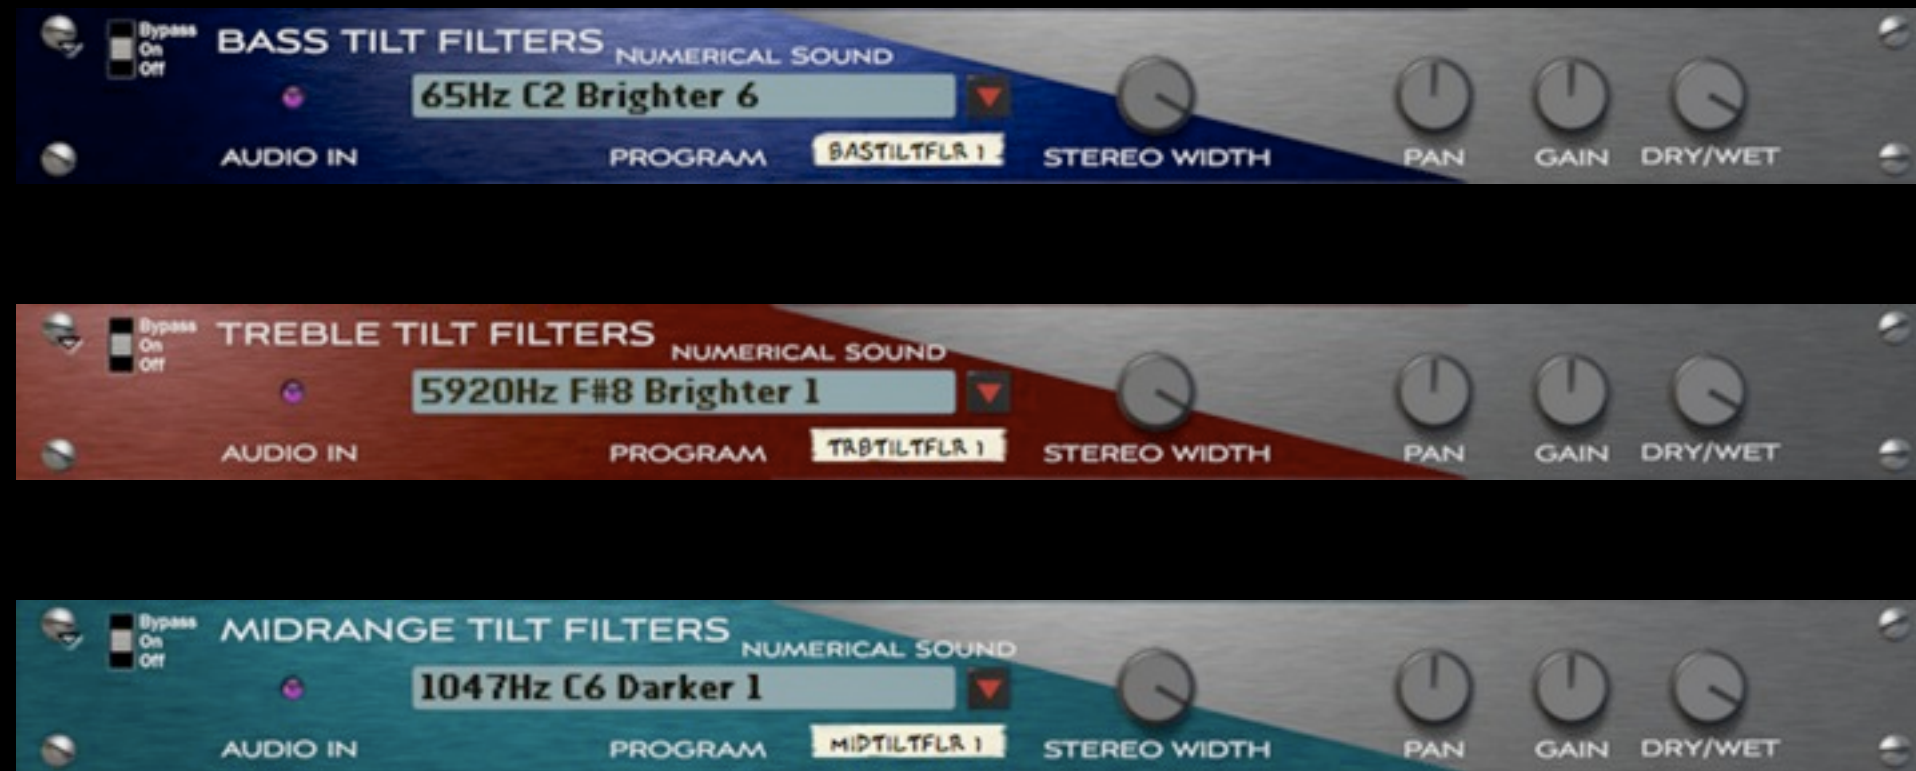 Bypass
On
Off
BASS TILT FILTERS
NUMERICAL SOUND
65Hz C2 Brighter 6
AUDIO IN
PROGRAM
BASTILTFLR 1
STEREO WIDTH
PAN
GAIN
DRY/WET
Bypass
On
Off
TREBLE TILT FILTERS
NUMERICAL SOUND
5920Hz F#8 Brighter 1
AUDIO IN
PROGRAM
TRBTILTFLR 1
STEREO WIDTH
PAN
GAIN
DRY/WET
Bypass
On
Off
MIDRANGE TILT FILTERS
NUMERICAL SOUND
1047Hz C6 Darker 1
AUDIO IN
PROGRAM
MIDTILTFLR 1
STEREO WIDTH
PAN
GAIN
DRY/WET